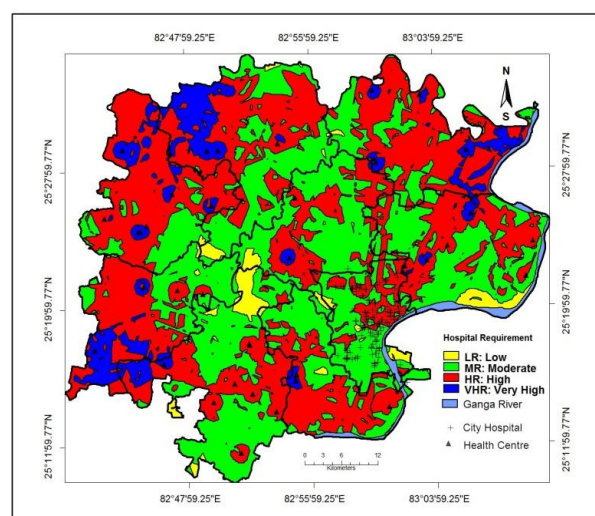 82°47'59.25"E 82°55'59.25"E 83°03'59.25"E
N
S
25°27'59.77"N 25°27'59.77"N
25°19'59.77"N 25°19'59.77"N
25°11'59.77"N 25°11'59.77"N
Hospital Requirement
LR: Low
MR: Moderate
HR: High
VHR: Very High
Ganga River
City Hospital
Health Centre
0 3 6 12
Kilometers
82°47'59.25"E 82°55'59.25"E 83°03'59.25"E